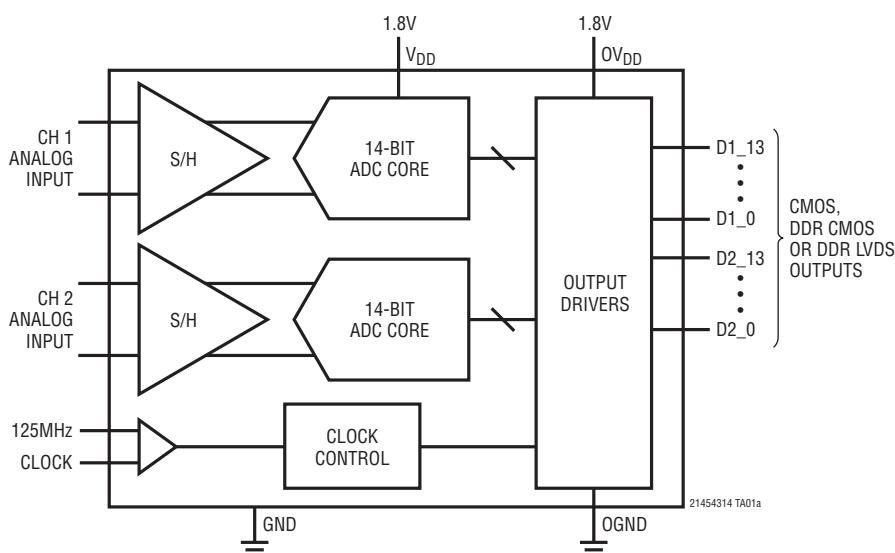 1.8V
1.8V
VDD
OVDD
CH 1
ANALOG
INPUT
S/H
14-BIT
ADC CORE
D1_13
D1_0
CH 2
ANALOG
INPUT
S/H
14-BIT
ADC CORE
OUTPUT
DRIVERS
D2_13
D2_0
CMOS,
DDR CMOS
OR DDR LVDS
OUTPUTS
125MHz
CLOCK
CLOCK
CONTROL
21454314 TA01a
GND
OGND